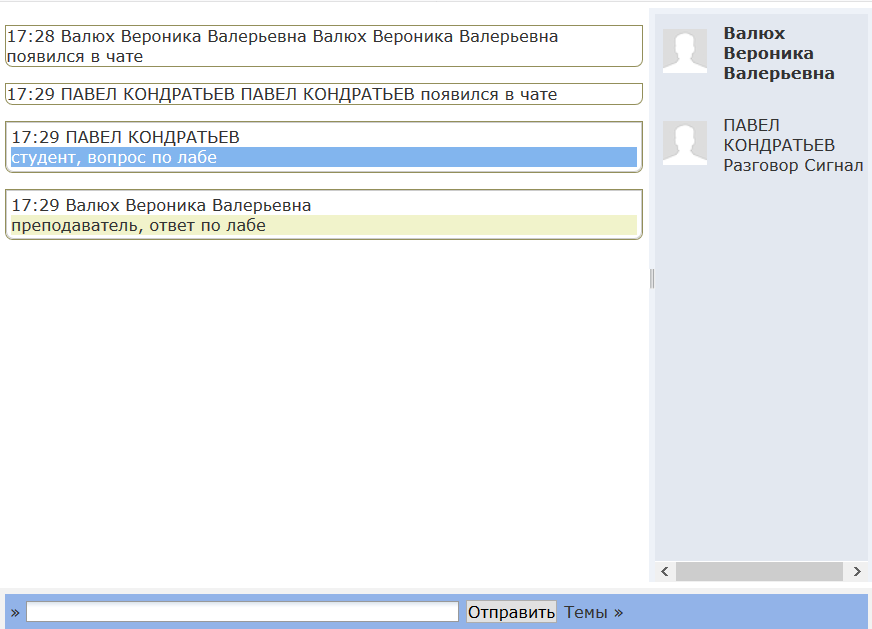 17:28 Валюх Вероника Валерьевна Валюх Вероника Валерьевна
появился в чате
17:29 ПАВЕЛ КОНДРАТЬЕВ ПАВЕЛ КОНДРАТЬЕВ появился в чате
17:29 ПАВЕЛ КОНДРАТЬЕВ
студент, вопрос по лабе
17:29 Валюх Вероника Валерьевна
преподаватель, ответ по лабе
Валюх
Вероника
Валерьевна
ПАВЕЛ
КОНДРАТЬЕВ
Разговор Сигнал
» Отправить Темы »